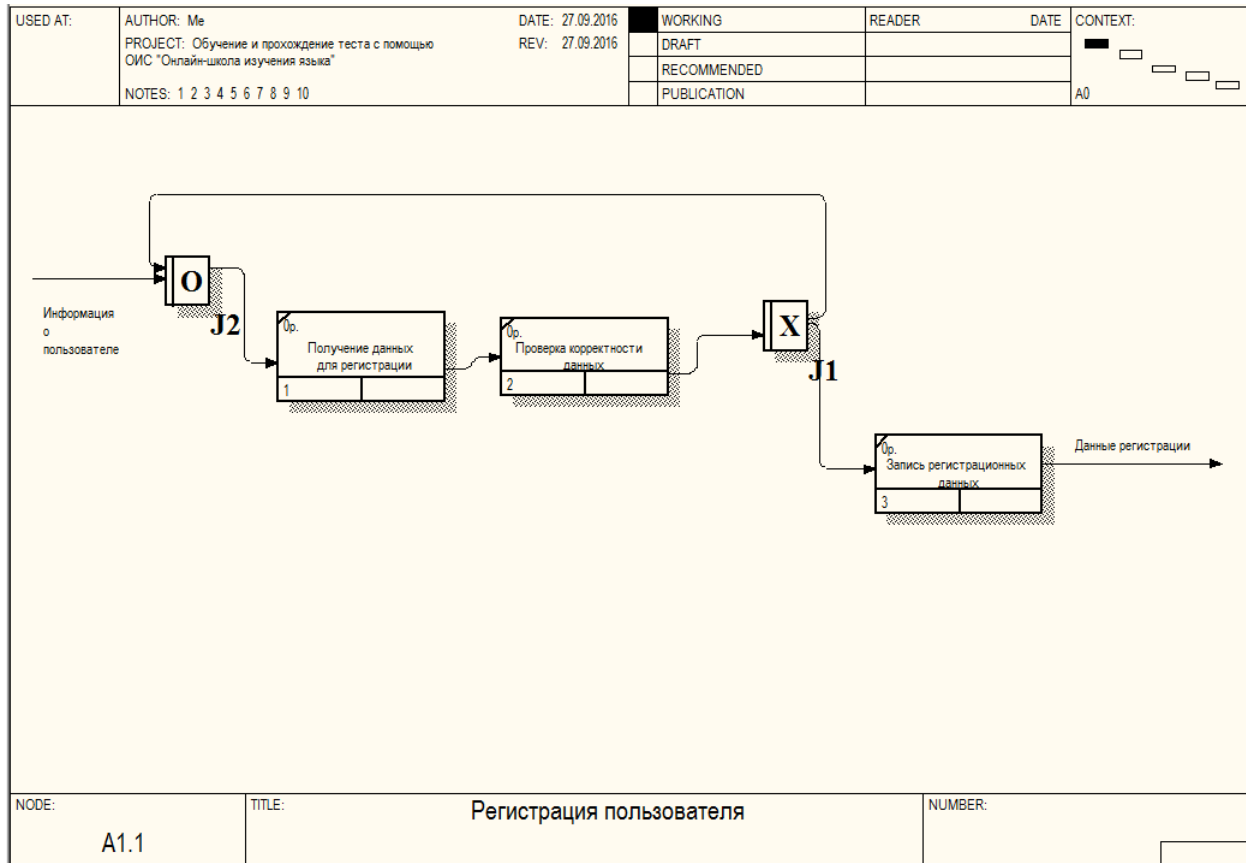 USED AT:
AUTHOR: Me
DATE: 27.09.2016
PROJECT: Обучение и прохождение теста с помощью
ОИС "Онлайн-школа изучения языка"
REV: 27.09.2016
NOTES: 1 2 3 4 5 6 7 8 9 10
WORKING
DRAFT
RECOMMENDED
PUBLICATION
READER
DATE
CONTEXT:
A0
Информация
о
пользователе
O
J2
0р.
Получение данных
для регистрации
1
0р.
Проверка корректности
данных
2
X
J1
0р.
Запись регистрационных
данных
3
Данные регистрации
NODE:
A1.1
TITLE:
Регистрация пользователя
NUMBER: